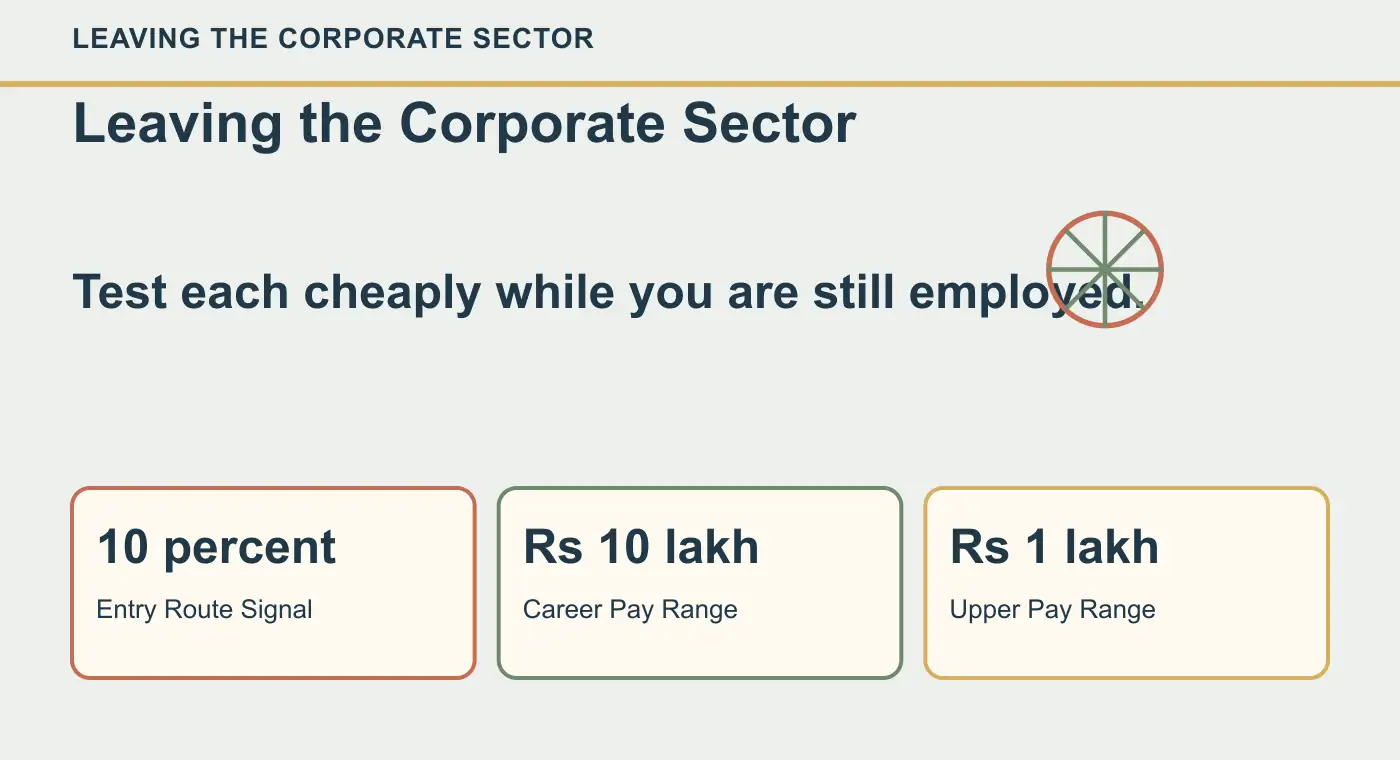 LEAVING THE CORPORATE SECTOR
Leaving the Corporate Sector
Test each cheaply while you are still employed.
10 percent
Entry Route Signal
Rs 10 lakh
Career Pay Range
Rs 1 lakh
Upper Pay Range